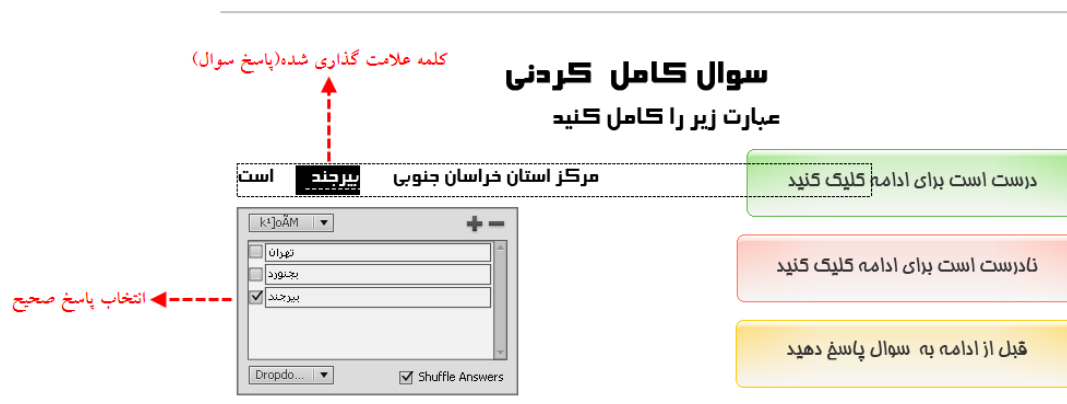 کلمه علامت گذاری شده(پاسخ سوال)
سوال کامل کردنی
عبارت زیر را کامل کنید
مرکز استان خراسان جنوبی بیرجند است
درست است برای ادامه کلیک کنید
k¹]oÃM
تهران
بجنورد
بیرجند
نادرست است برای ادامه کلیک کنید
انتخاب پاسخ صحیح
قبل از ادامه به سوال پاسخ دهید
Dropdo...
Shuffle Answers